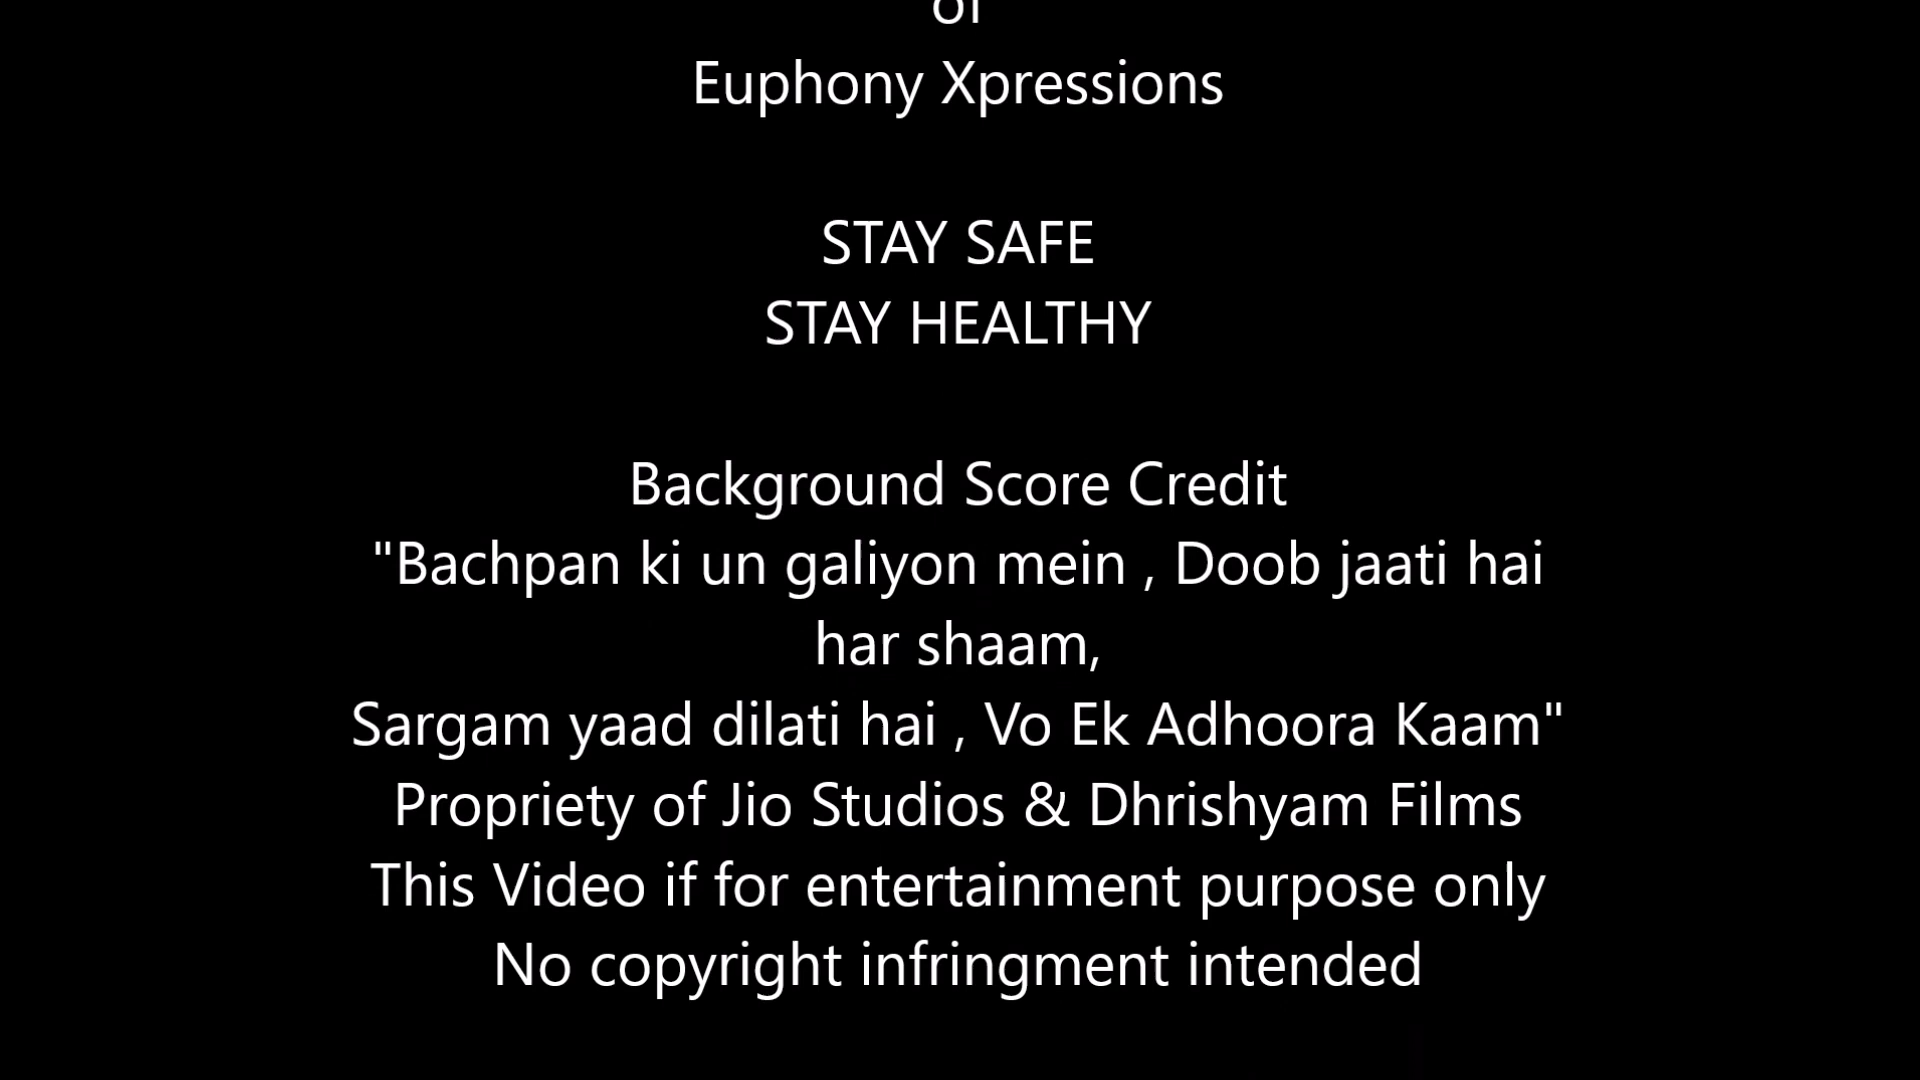 of
Euphony Xpressions
STAY SAFE
STAY HEALTHY
Background Score Credit
"Bachpan ki un galiyon mein , Doob jaati hai
har shaam,
Sargam yaad dilati hai , Vo Ek Adhoora Kaam"
Propriety of Jio Studios & Dhrishyam Films
This Video if for entertainment purpose only
No copyright infringment intended